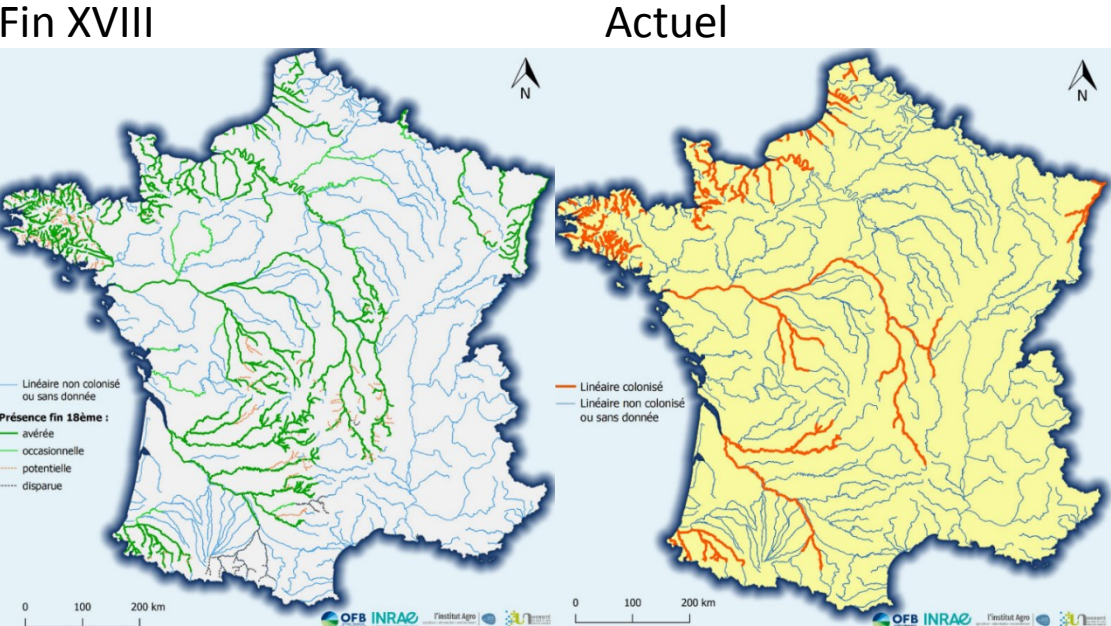 Fin XVIII
Actuel
N
N
Linéaire non colonisé
ou sans donnée
Présence fin 18ème :
avérée
occasionnelle
potentielle
disparue
Linéaire colonisé
Linéaire non colonisé
ou sans donnée
0 100 200 km
OFB INRAE l'institut Agro
0 100 200 km
OFB INRAE l'institut Agro